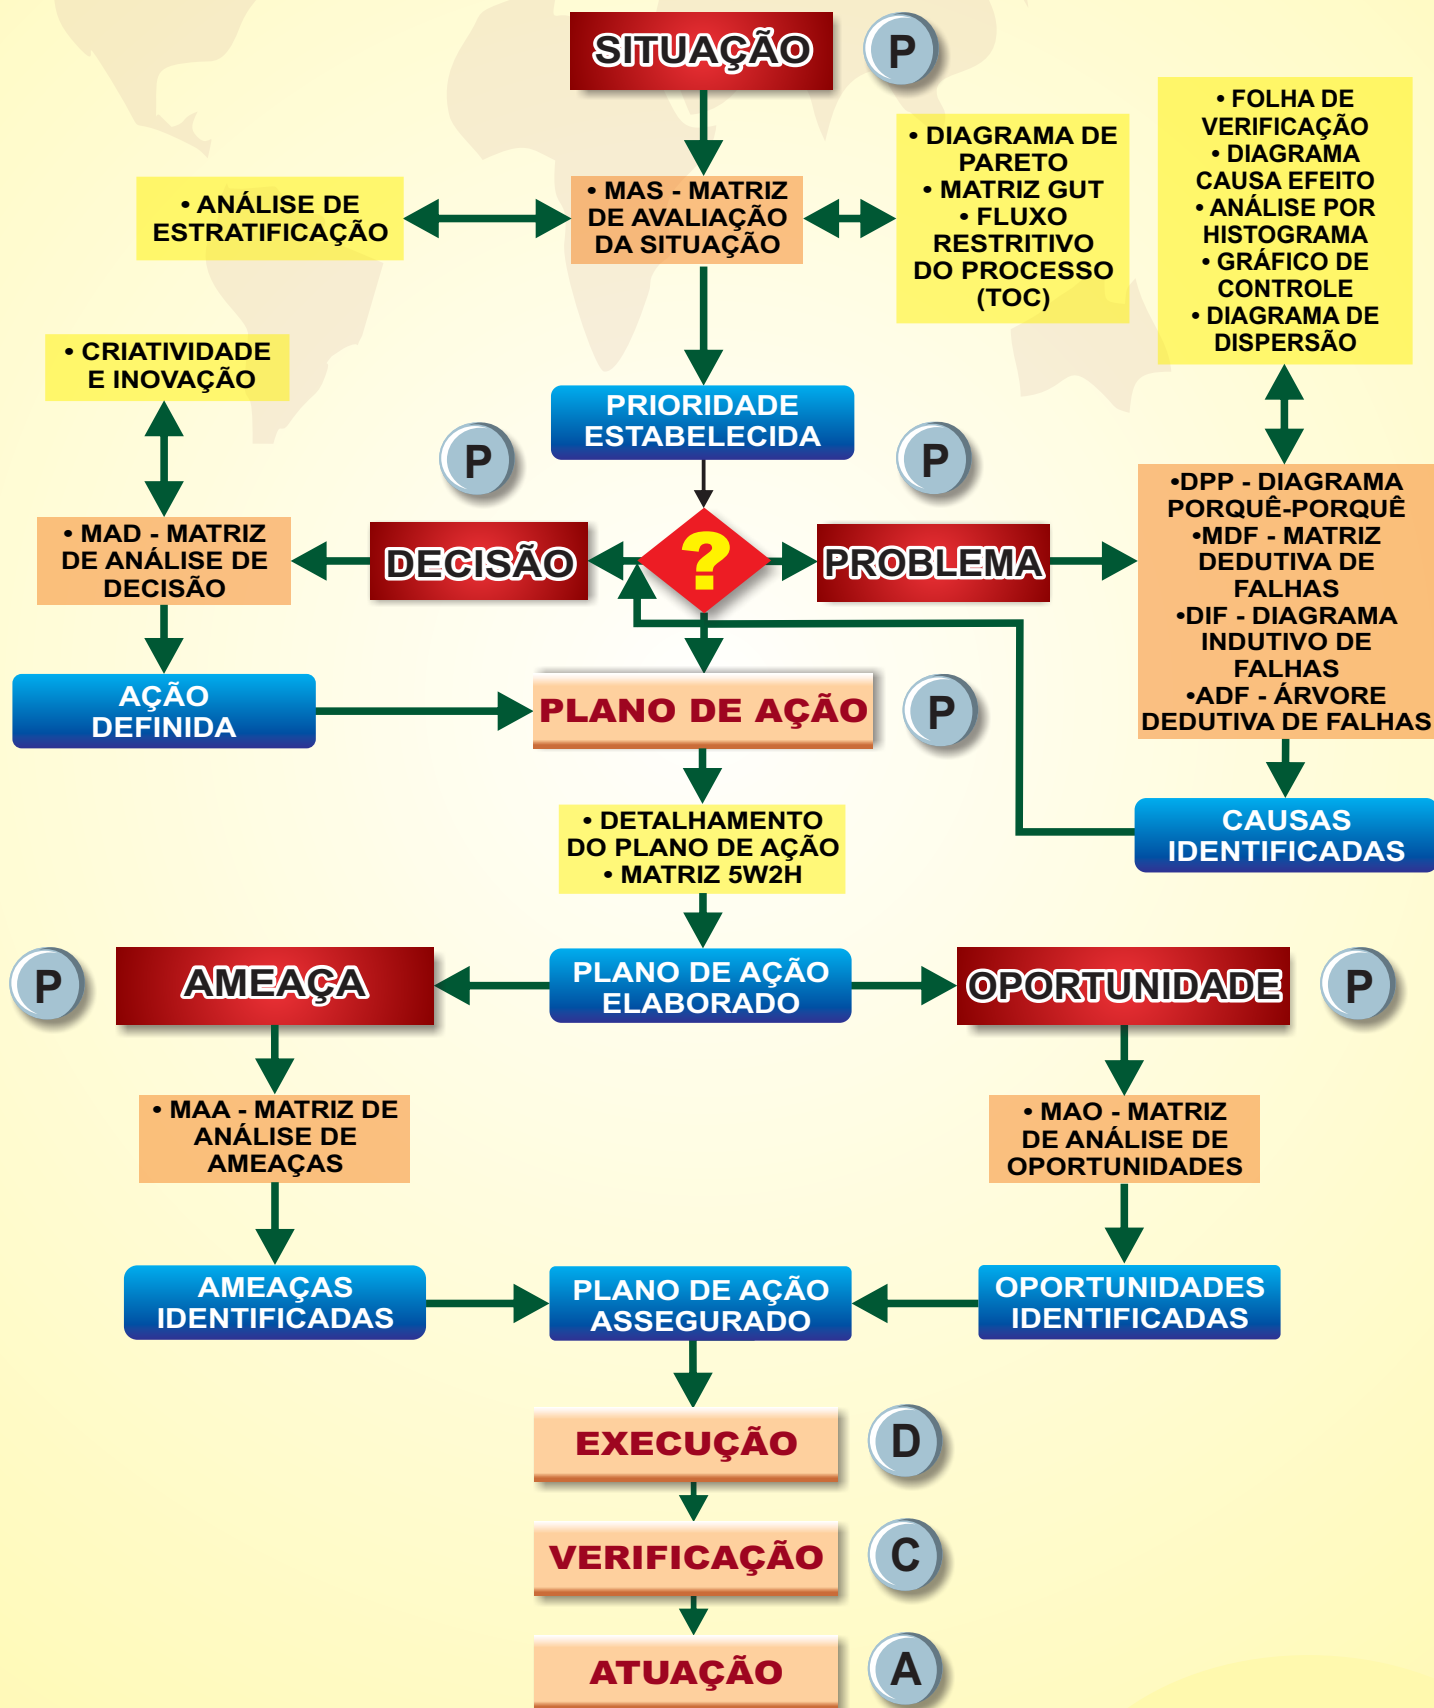 SITUAÇÃO
P
• ANÁLISE DE
ESTRATIFICAÇÃO
• MAS - MATRIZ
DE AVALIAÇÃO
DA SITUAÇÃO
• DIAGRAMA DE
PARETO
• MATRIZ GUT
• FLUXO
RESTRITIVO
DO PROCESSO
(TOC)
• FOLHA DE
VERIFICAÇÃO
• DIAGRAMA
CAUSA EFEITO
• ANÁLISE POR
HISTOGRAMA
• GRÁFICO DE
CONTROLE
• DIAGRAMA DE
DISPERSÃO
• CRIATIVIDADE
E INOVAÇÃO
PRIORIDADE
ESTABELECIDA
P
P
• MAD - MATRIZ
DE ANÁLISE DE
DECISÃO
DECISÃO
?
PROBLEMA
•DPP - DIAGRAMA
PORQUÊ-PORQUÊ
•MDF - MATRIZ
DEDUTIVA DE
FALHAS
•DIF - DIAGRAMA
INDUTIVO DE
FALHAS
•ADF - ÁRVORE
DEDUTIVA DE FALHAS
AÇÃO
DEFINIDA
PLANO DE AÇÃO
P
• DETALHAMENTO
DO PLANO DE AÇÃO
• MATRIZ 5W2H
CAUSAS
IDENTIFICADAS
P
AMEAÇA
PLANO DE AÇÃO
ELABORADO
OPORTUNIDADE
P
• MAA - MATRIZ DE
ANÁLISE DE
AMEAÇAS
• MAO - MATRIZ
DE ANÁLISE DE
OPORTUNIDADES
AMEAÇAS
IDENTIFICADAS
PLANO DE AÇÃO
ASSEGURADO
OPORTUNIDADES
IDENTIFICADAS
EXECUÇÃO
D
VERIFICAÇÃO
C
ATUAÇÃO
A